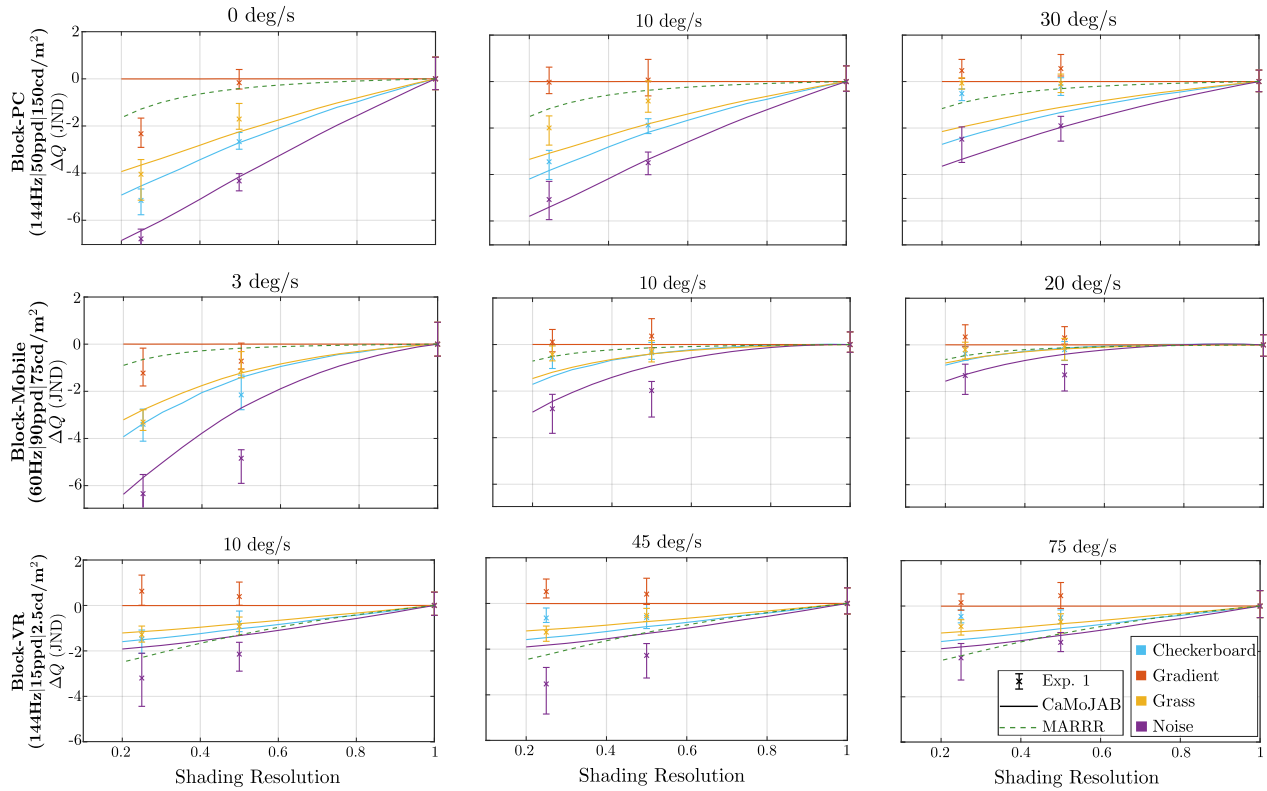 0 deg/s
10 deg/s
30 deg/s
Block-PC
(144Hz|50ppd|150cd/m²)
ΔQ (JND)
2
0
-2
-4
-6
3 deg/s
10 deg/s
20 deg/s
Block-Mobile
(60Hz|90ppd|75cd/m²)
ΔQ (JND)
2
0
-2
-4
-6
10 deg/s
45 deg/s
75 deg/s
Block-VR
(144Hz|15ppd|2.5cd/m²)
ΔQ (JND)
2
0
-2
-4
-6
Checkerboard
Gradient
Grass
Noise
Exp. 1
CaMoJAB
MARRR
0.2 0.4 0.6 0.8 1
0.2 0.4 0.6 0.8 1
0.2 0.4 0.6 0.8 1
Shading Resolution
Shading Resolution
Shading Resolution